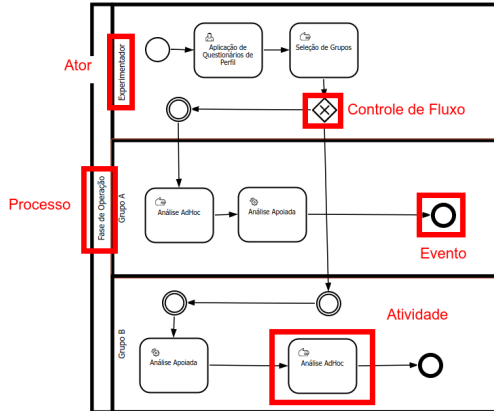 Ator
Processo
Fase de Operação
Experimentador
Aplicação de
Questionários de
Perfil
Seleção de Grupos
Controle de Fluxo
Grupo A
Análise AdHoc
Análise Apoiada
Evento
Grupo B
Análise Apoiada
Análise AdHoc
Atividade